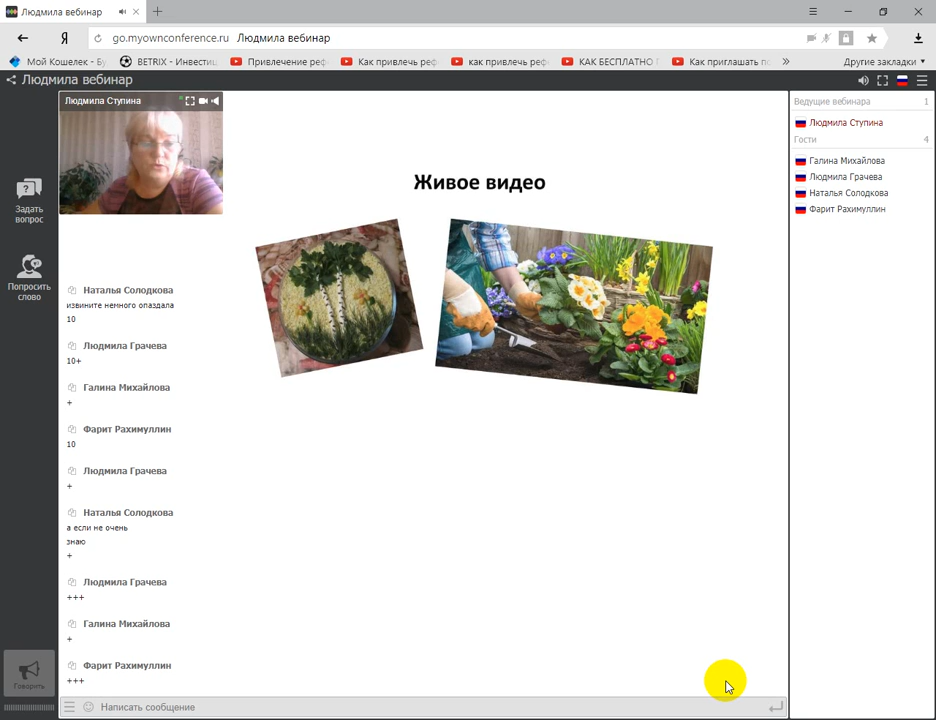 Людмила вебинар
go.myownconference.ru Людмила вебинар
Мой Кошелек - Бу
BETRIX - Инвестиц
Привлечение реф
Как привлечь реф
как привлечь реф
КАК БЕСПЛАТНО
Как приглашать по
Другие закладки
Людмила вебинар
Людмила Ступина
Задать
вопрос
Попросить
слово
Говорить
Живое видео
Наталья Солодкова
извините немного опаздала
10
Людмила Грачева
10+
Галина Михайлова
+
Фарит Рахимуллин
10
Людмила Грачева
+
Наталья Солодкова
а если не очень
знаю
+
Людмила Грачева
+++
Галина Михайлова
+
Фарит Рахимуллин
+++
Написать сообщение
Ведущие вебинара 1
Людмила Ступина
Гости 4
Галина Михайлова
Людмила Грачева
Наталья Солодкова
Фарит Рахимуллин